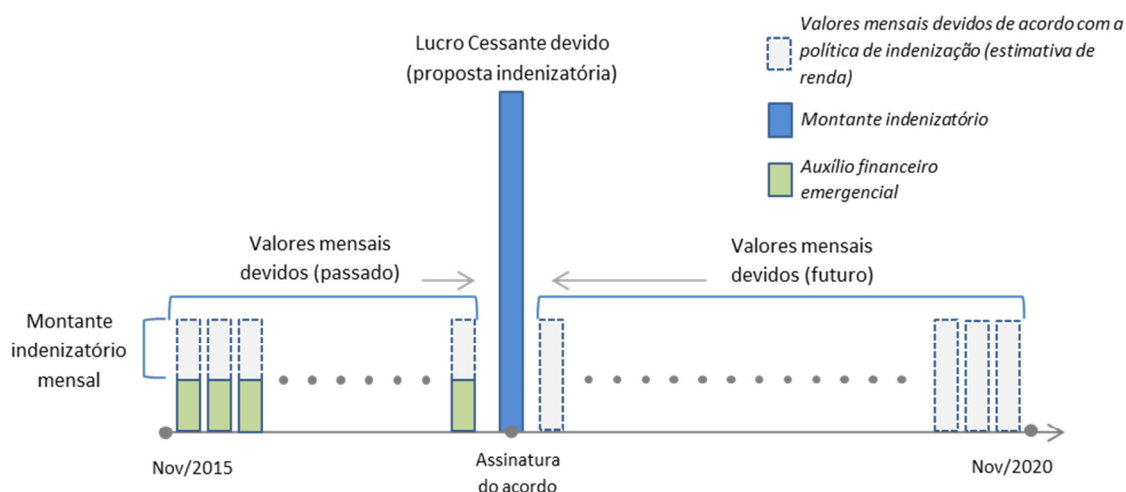 Lucro Cessante devido
(proposta indenizatória)
Valores mensais devidos de acordo com a
política de indenização (estimativa de
renda)
Montante indenizatório
Auxílio financeiro
emergencial
Valores mensais
devidos (passado)
Valores mensais
devidos (futuro)
Montante
indenizatório
mensal
Nov/2015
Assinatura
do acordo
Nov/2020